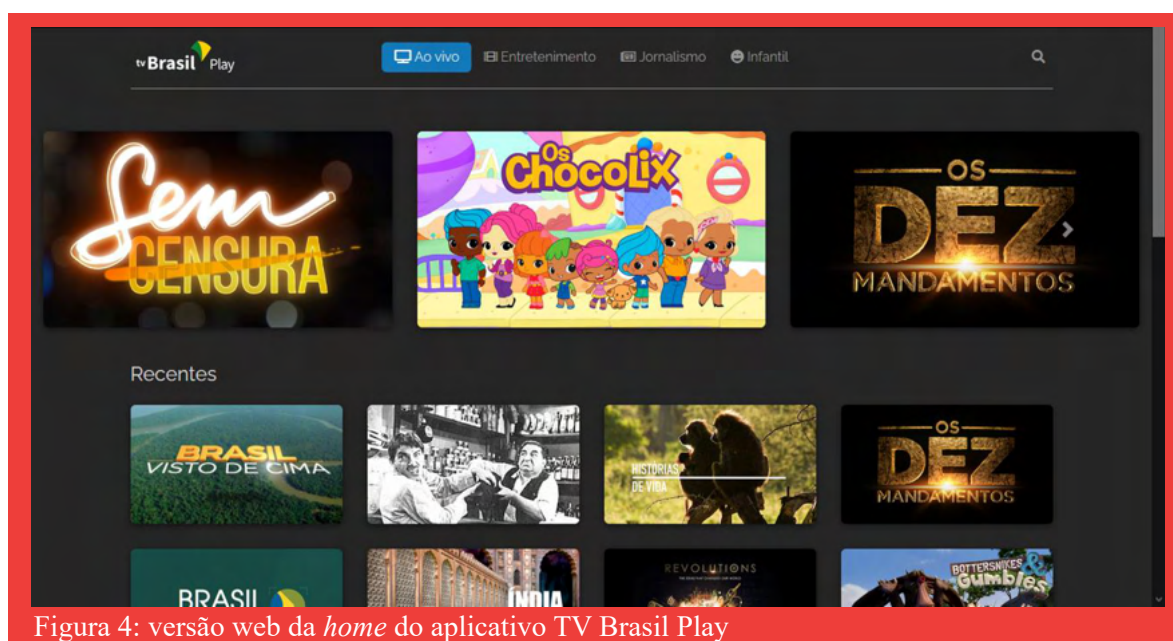 tv Brasil Play
Ao vivo Entretenimento Jornalismo Infantil
Sem
CENSURA
Os
Chocolix
OS
DEZ
MANDAMENTOS
Recentes
BRASIL
VISTO DE CIMA
HISTÓRIAS
DE VIDA
OS
DEZ
MANDAMENTOS
BRASIL
ÍNDIA
REVOLUTIONS
BOTTERSNIKES &
Gumbles
Figura 4: versão web da home do aplicativo TV Brasil Play